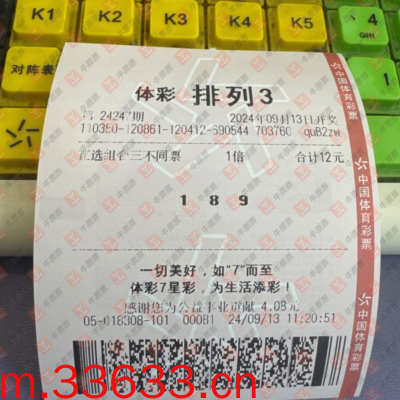 K1 K2 K3 K4 K5 4
GHI
对阵表
体彩 排列3
第 24247期 2024年09月13日开奖
110380-120861-120412-590544 703760 quB2zw
直选组合三不同票 1倍 合计12元
1 8 9
一切美好，如“7”而至
体彩7星彩，为生活添彩！
感谢您为公益事业贡献 4.08元
05-018308-101 00081 24/09/13 11:20:51
中国体育彩票
中国体育彩票
m.33633.cn